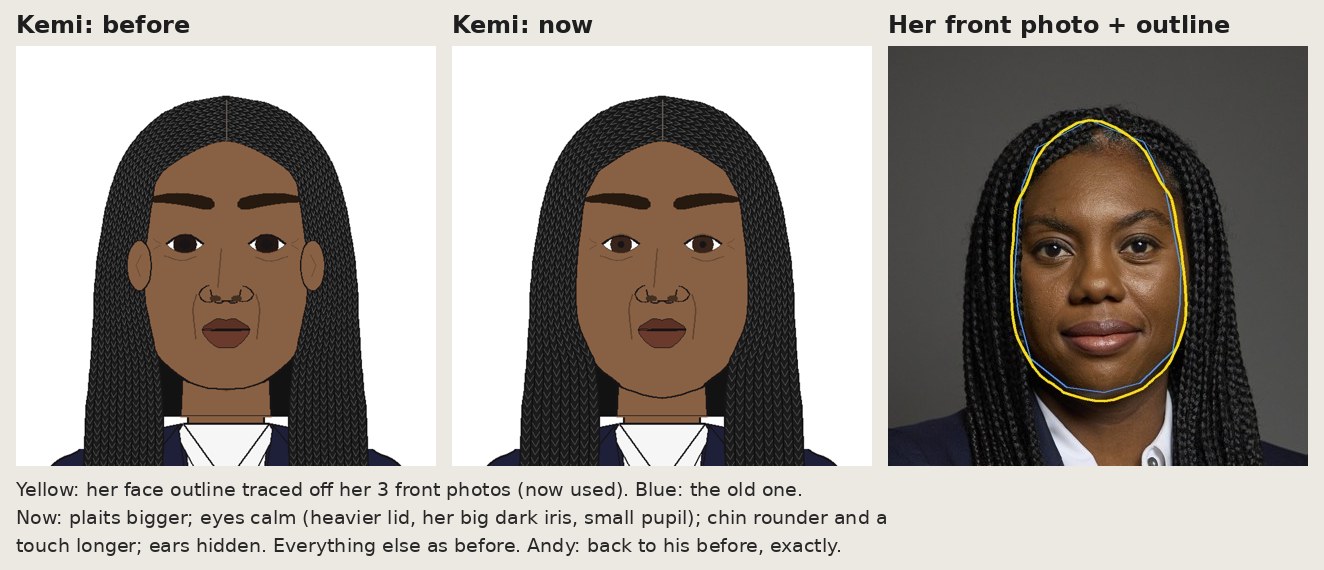 Kemi: before
Kemi: now
Her front photo + outline
Yellow: her face outline traced off her 3 front photos (now used). Blue: the old one.
Now: plaits bigger; eyes calm (heavier lid, her big dark iris, small pupil); chin rounder and a
touch longer; ears hidden. Everything else as before. Andy: back to his before, exactly.